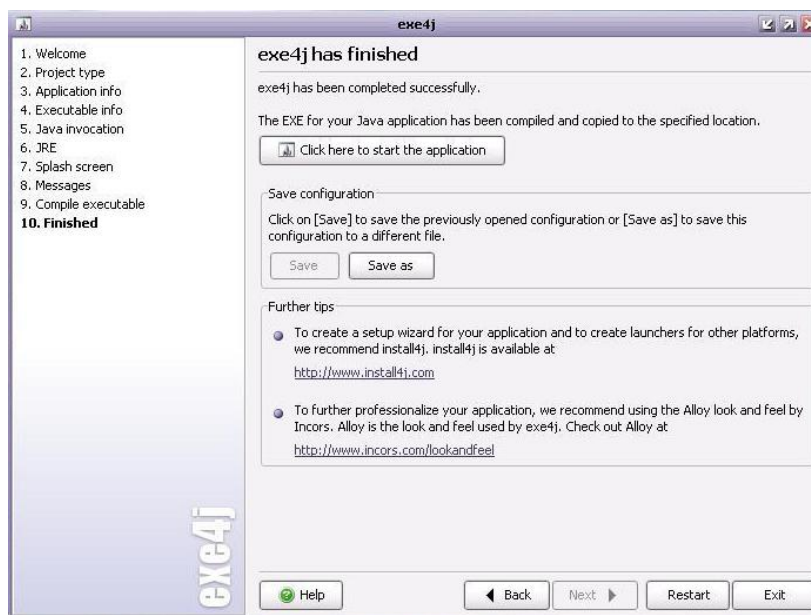 exe4j
1. Welcome
2. Project type
3. Application info
4. Executable info
5. Java invocation
6. JRE
7. Splash screen
8. Messages
9. Compile executable
10. Finished
exe4j
exe4j has finished
exe4j has been completed successfully.
The EXE for your Java application has been compiled and copied to the specified location.
Click here to start the application
Save configuration
Click on [Save] to save the previously opened configuration or [Save as] to save this
configuration to a different file.
Save
Save as
Further tips
To create a setup wizard for your application and to create launchers for other platforms,
we recommend install4j. install4j is available at
http://www.install4j.com
To further professionalize your application, we recommend using the Alloy look and feel by
Incors. Alloy is the look and feel used by exe4j. Check out Alloy at
http://www.incors.com/lookandfeel
Help
Back
Next
Restart
Exit